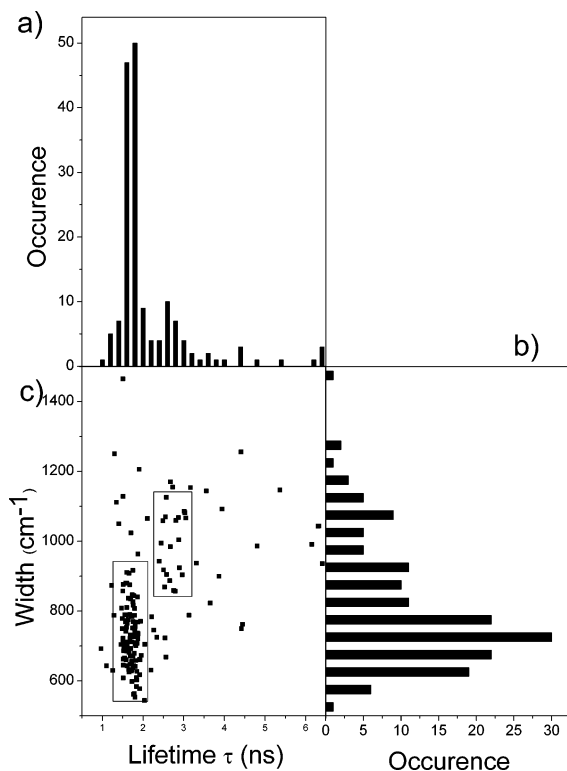 a)
50
40
30
20
10
0
Occurence
b)
c)
1400
1200
1000
800
600
Width (cm-1)
1 2 3 4 5 6
Lifetime τ (ns)
0 5 10 15 20 25 30
Occurence